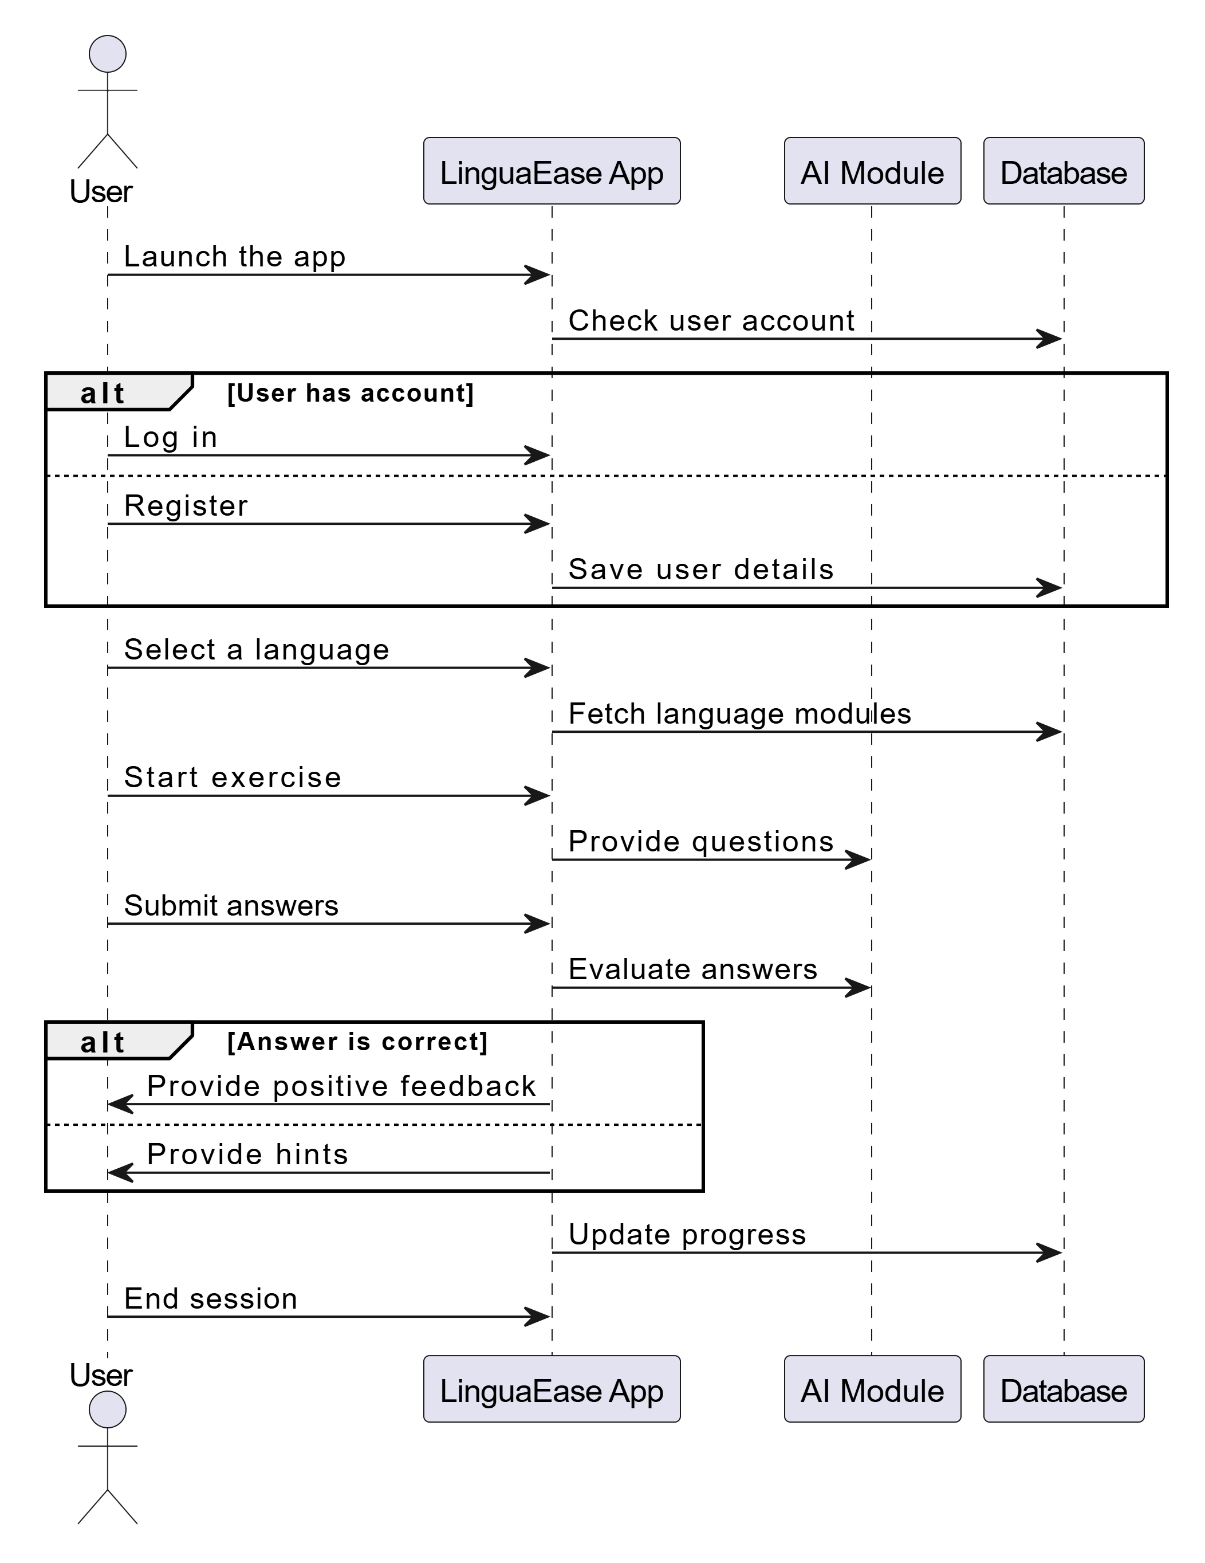 User
LinguaEase App
AI Module
Database
Launch the app
Check user account
alt [User has account]
Log in
Register
Save user details
Select a language
Fetch language modules
Start exercise
Provide questions
Submit answers
Evaluate answers
alt [Answer is correct]
Provide positive feedback
Provide hints
Update progress
End session
User
LinguaEase App
AI Module
Database